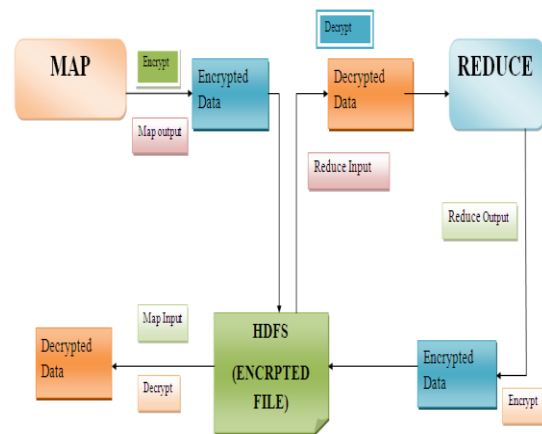 MAP
Encrypt
Encrypted
Data
Map output
Decrypt
Decrypted
Data
Reduce Input
REDUCE
Reduce Output
Map Input
Decrypted
Data
Decrypt
HDFS
(ENCRPTED
FILE)
Encrypted
Data
Encrypt